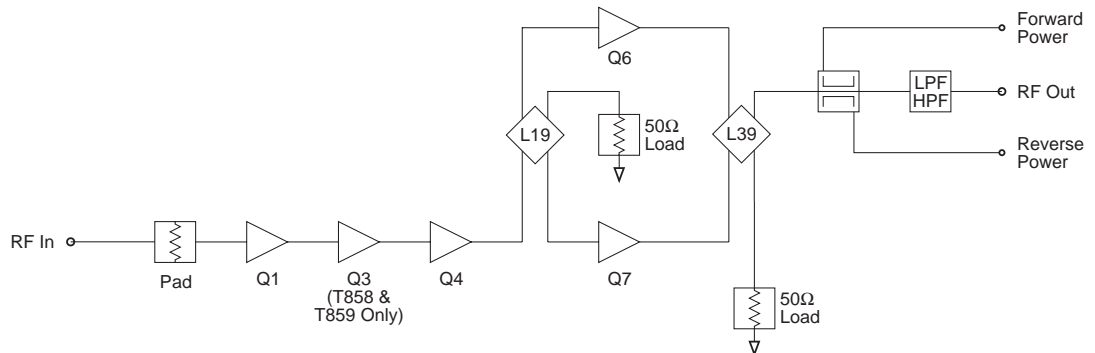 Forward
Power
Q6
LPF
HPF
RF Out
L19
50Ω
Load
L39
Reverse
Power
RF In
Pad
Q1
Q3
(T858 &
T859 Only)
Q4
Q7
50Ω
Load